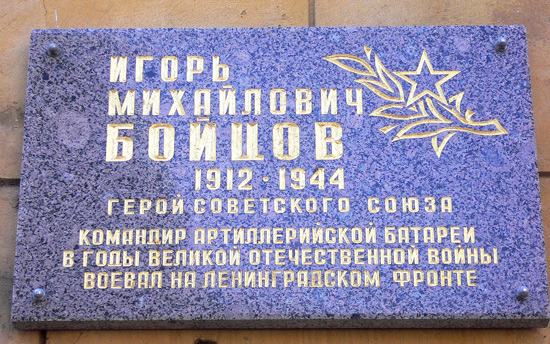 ИГОРЬ
МИХАЙЛОВИЧ
БОЙЦОВ
1912 · 1944
ГЕРОЙ СОВЕТСКОГО СОЮЗА
КОМАНДИР АРТИЛЛЕРИЙСКОЙ БАТАРЕИ
В ГОДЫ ВЕЛИКОЙ ОТЕЧЕСТВЕННОЙ ВОЙНЫ
ВОЕВАЛ НА ЛЕНИНГРАДСКОМ ФРОНТЕ